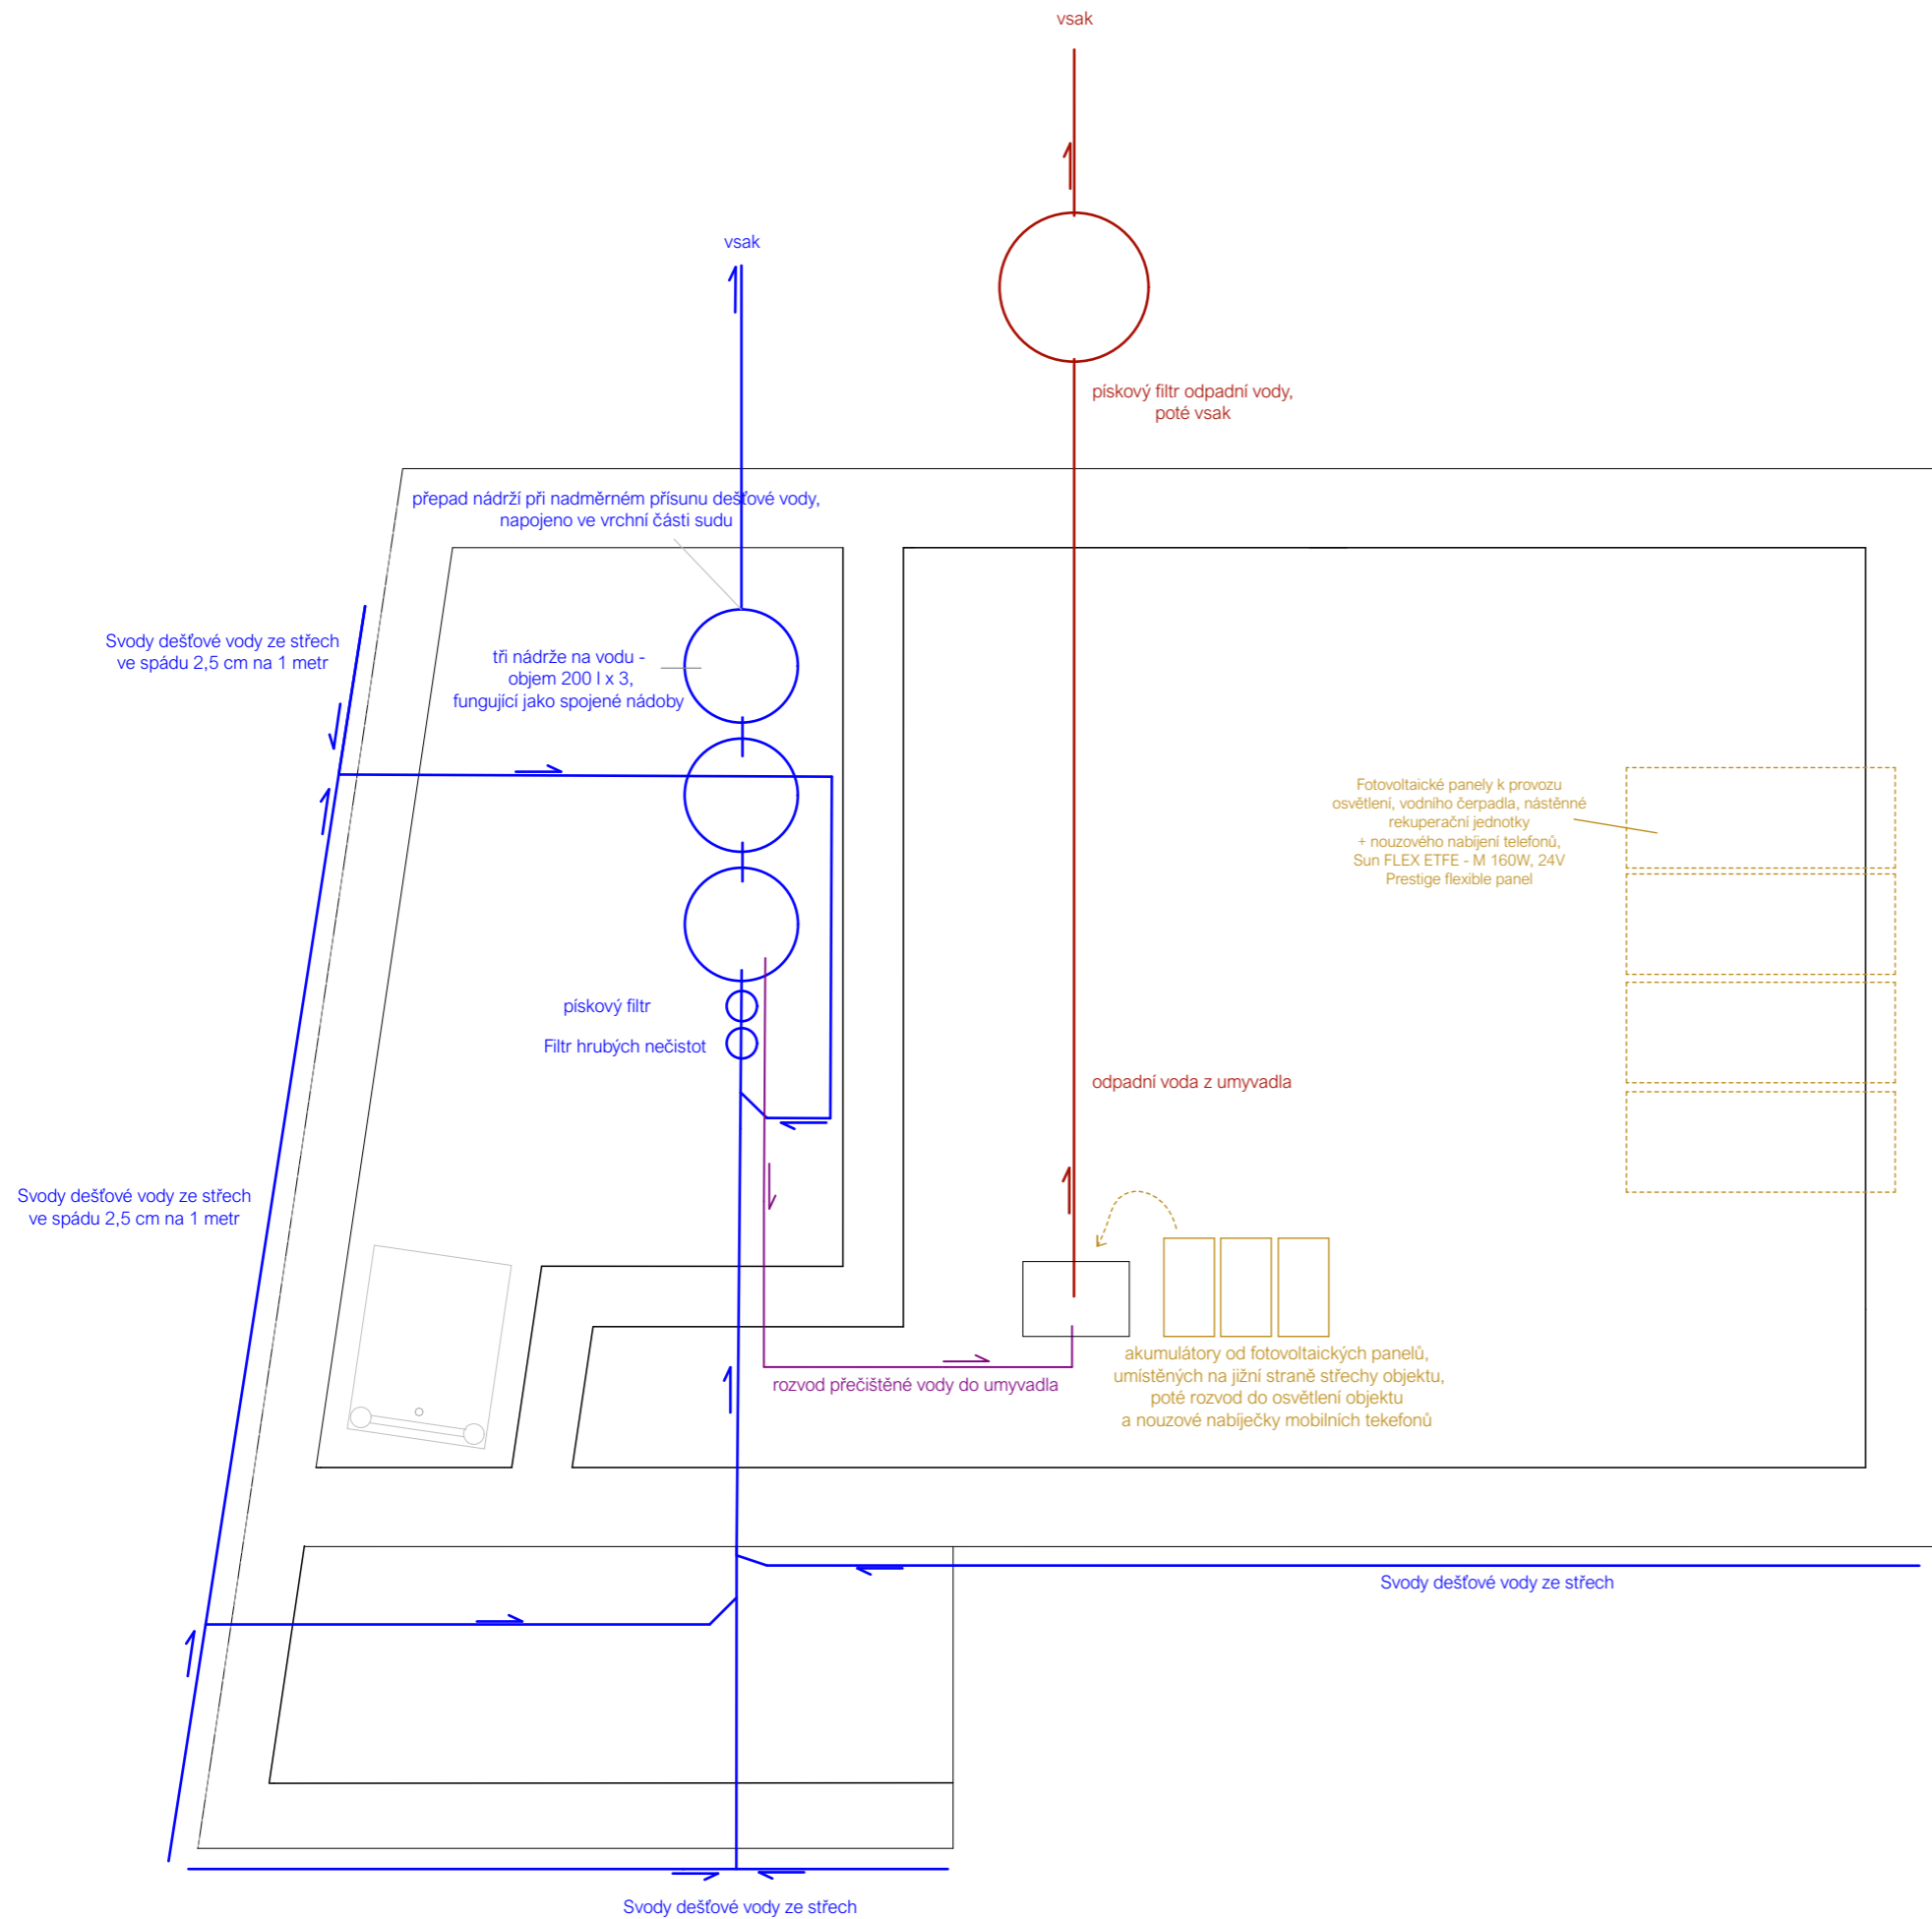 vsak
vsak
pískový filtr odpadní vody,
poté vsak
přepad nádrží při nadměrném přísunu dešťové vody,
napojeno ve vrchní části sudu
Svody dešťové vody ze střech
ve spádu 2,5 cm na 1 metr
tři nádrže na vodu -
objem 200 l x 3,
fungující jako spojené nádoby
Fotovoltaické panely k provozu
osvětlení, vodního čerpadla, nástěnné
rekuperační jednotky
+ nouzového nabíjení telefonů,
Sun FLEX ETFE - M 160W, 24V
Prestige flexible panel
pískový filtr
Filtr hrubých nečistot
odpadní voda z umyvadla
Svody dešťové vody ze střech
ve spádu 2,5 cm na 1 metr
rozvod přečištěné vody do umyvadla
akumulátory od fotovoltaických panelů,
umístěných na jižní straně střechy objektu,
poté rozvod do osvětlení objektu
a nouzové nabíječky mobilních tekefonů
Svody dešťové vody ze střech
Svody dešťové vody ze střech